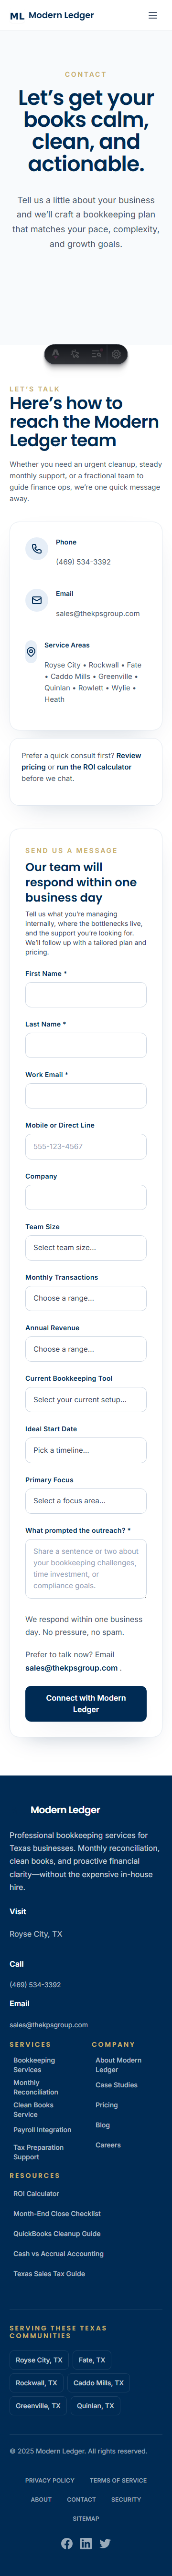 ML Modern Ledger
CONTACT
Let's get your
books calm,
clean, and
actionable.
Tell us a little about your business
and we'll craft a bookkeeping plan
that matches your pace, complexity,
and growth goals.
LET'S TALK
Here's how to
reach the Modern
Ledger team
Whether you need an urgent cleanup, steady
monthly support, or a fractional team to
guide finance ops, we're one quick message
away.
Phone
(469) 534-3392
Email
sales@thekpsgroup.com
Service Areas
Royse City • Rockwall • Fate
• Caddo Mills • Greenville •
Quinlan • Rowlett • Wylie •
Heath
Prefer a quick consult first? Review
pricing or run the ROI calculator
before we chat.
SEND US A MESSAGE
Our team will
respond within one
business day
Tell us what you're managing
internally, where the bottlenecks live,
and the support you're looking for.
We'll follow up with a tailored plan and
pricing.
First Name *
Last Name *
Work Email *
Mobile or Direct Line
555-123-4567
Company
Team Size
Select team size...
Monthly Transactions
Choose a range...
Annual Revenue
Choose a range...
Current Bookkeeping Tool
Select your current setup...
Ideal Start Date
Pick a timeline...
Primary Focus
Select a focus area...
What prompted the outreach? *
Share a sentence or two about
your bookkeeping challenges,
time investment, or
compliance goals.
We respond within one business
day. No pressure, no spam.
Prefer to talk now? Email
sales@thekpsgroup.com .
Connect with Modern
Ledger
Modern Ledger
Professional bookkeeping services for
Texas businesses. Monthly reconciliation,
clean books, and proactive financial
clarity—without the expensive in-house
hire.
Visit
Royse City, TX
Call
(469) 534-3392
Email
sales@thekpsgroup.com
SERVICES
Bookkeeping
Services
Monthly
Reconciliation
Clean Books
Service
Payroll Integration
Tax Preparation
Support
COMPANY
About Modern
Ledger
Case Studies
Pricing
Blog
Careers
RESOURCES
ROI Calculator
Month-End Close Checklist
QuickBooks Cleanup Guide
Cash vs Accrual Accounting
Texas Sales Tax Guide
SERVING THESE TEXAS
COMMUNITIES
Royse City, TX Fate, TX
Rockwall, TX Caddo Mills, TX
Greenville, TX Quinlan, TX
© 2025 Modern Ledger. All rights reserved.
PRIVACY POLICY TERMS OF SERVICE
ABOUT CONTACT SECURITY
SITEMAP